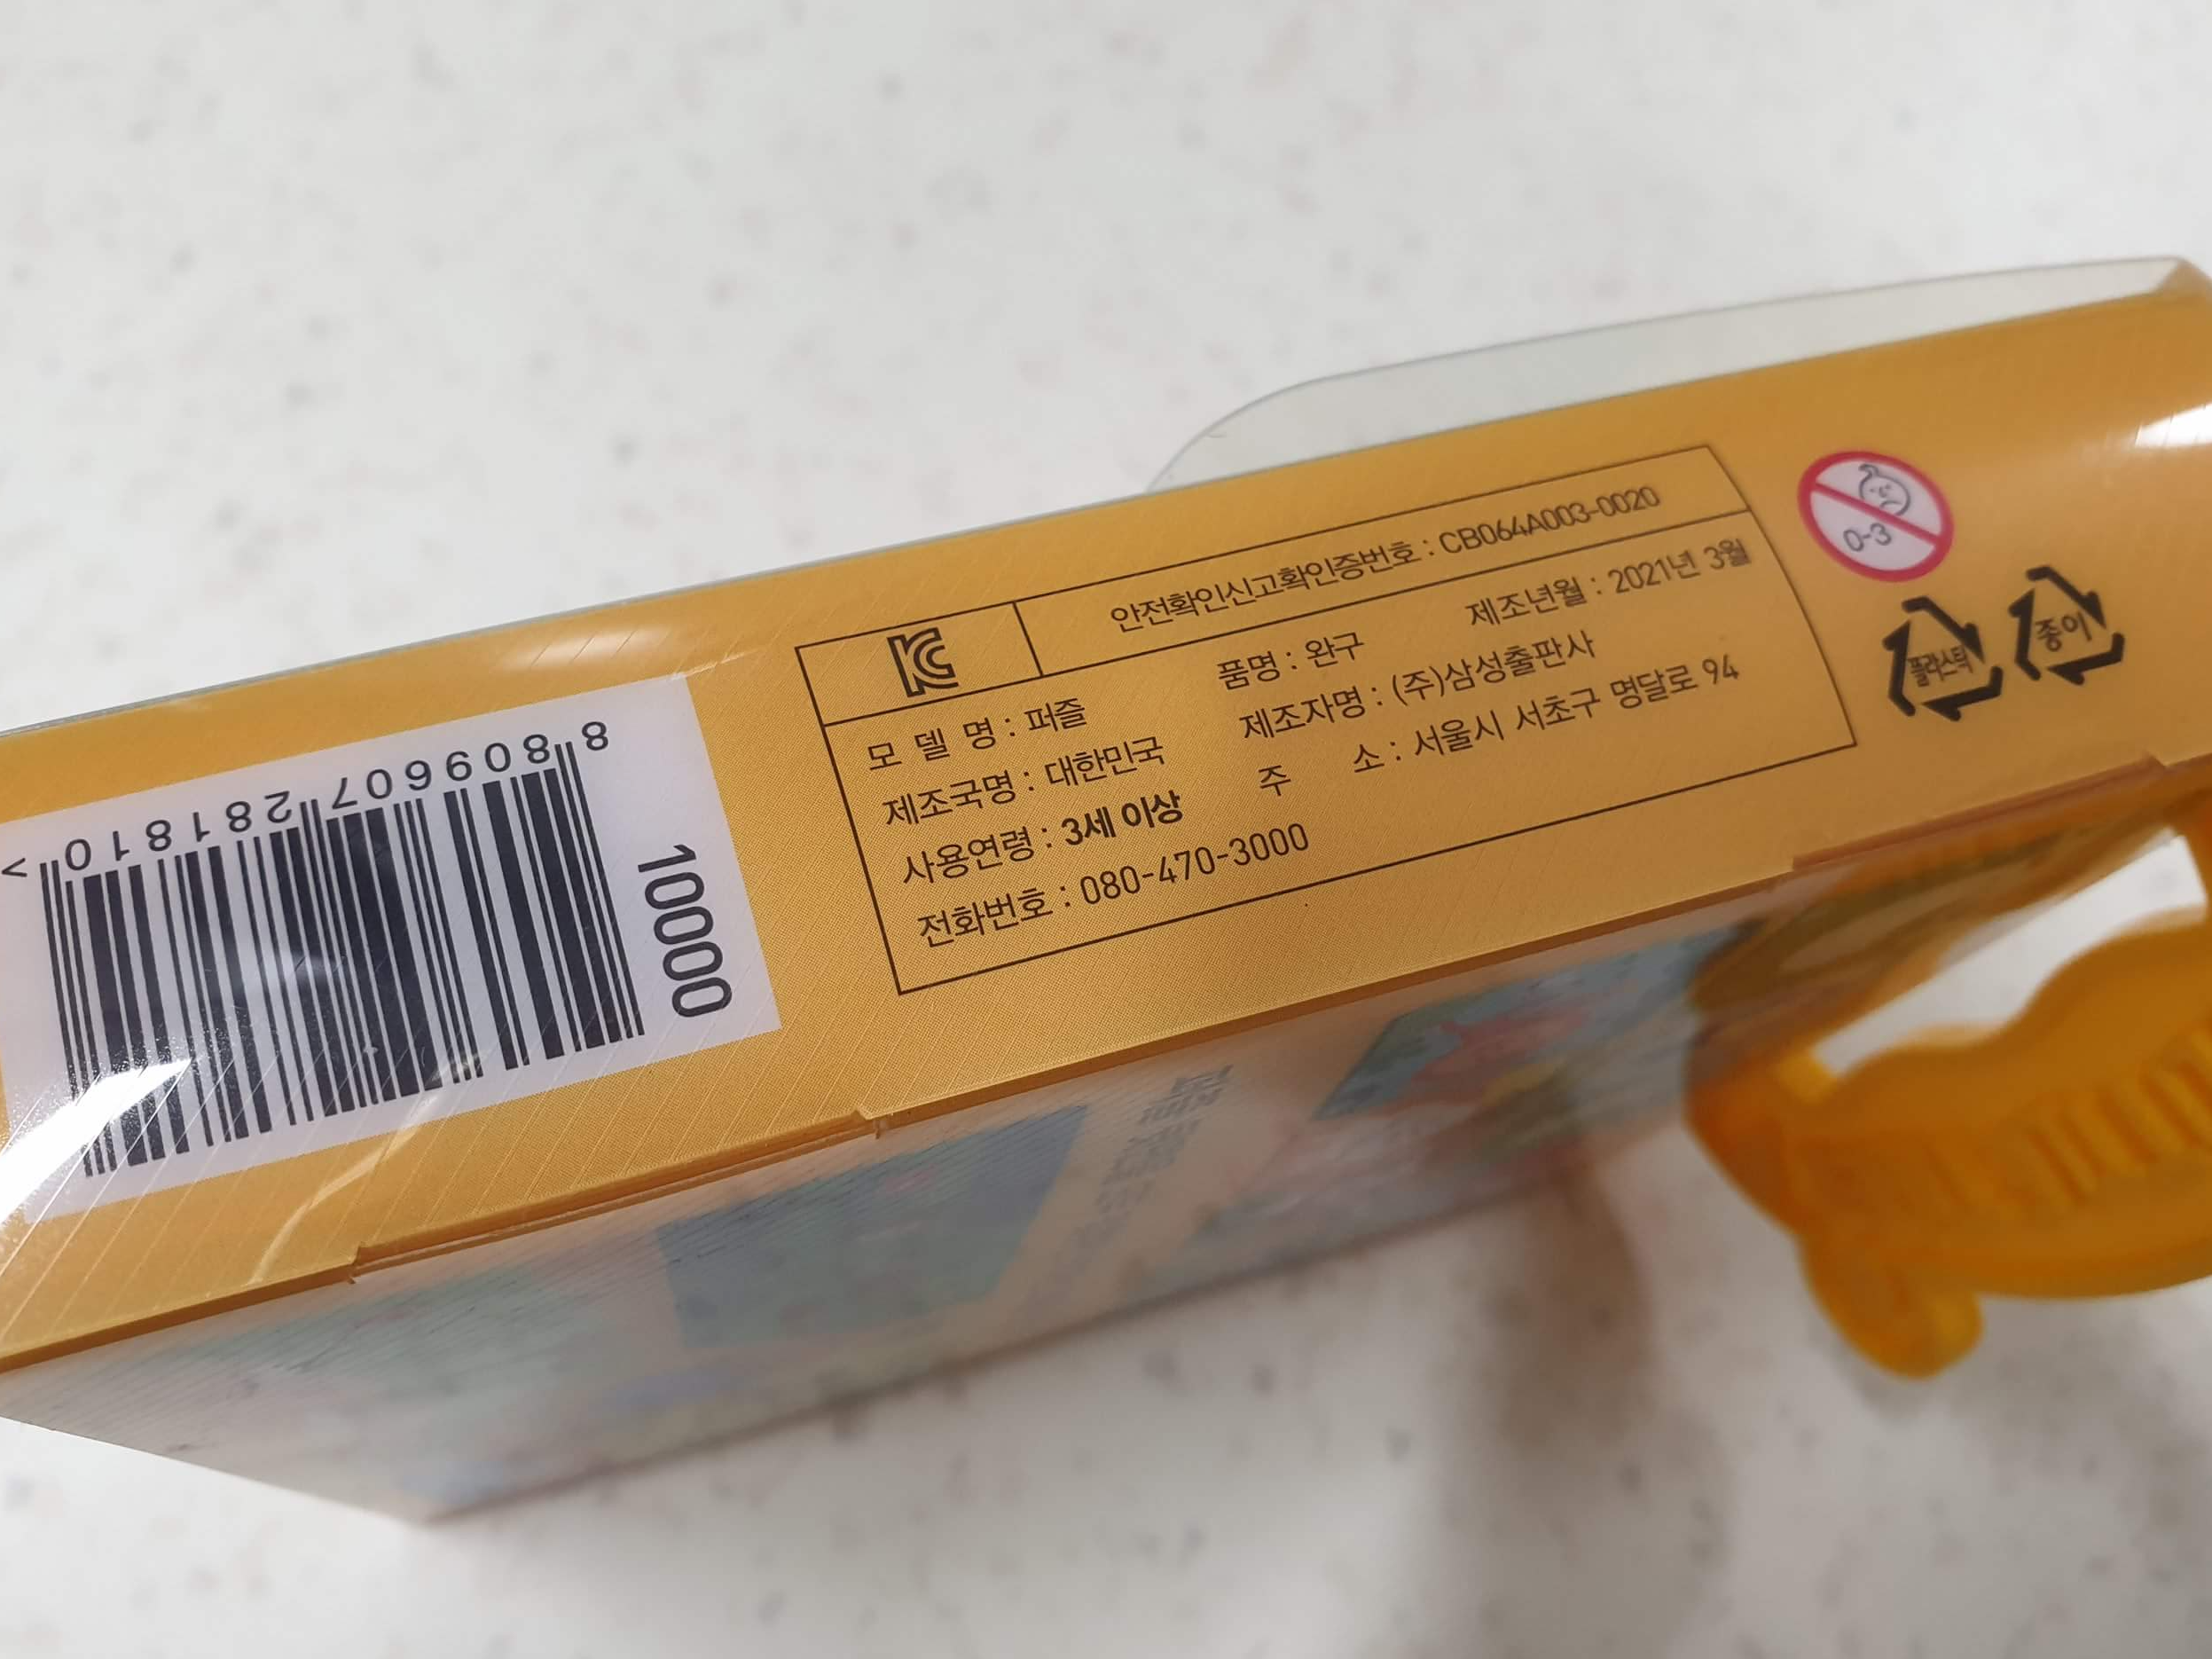 KC
안전확인신고확인증번호 : CB064A003-0020
모 델 명 : 퍼즐 품명 : 완구 제조년월 : 2021년 3월
제조국명 : 대한민국 제조자명 : (주)삼성출판사
사용연령 : 3세 이상 주 소 : 서울시 서초구 명달로 94
전화번호 : 080-470-3000
0-3
플라스틱
종이
10000
8 809607 281810 >